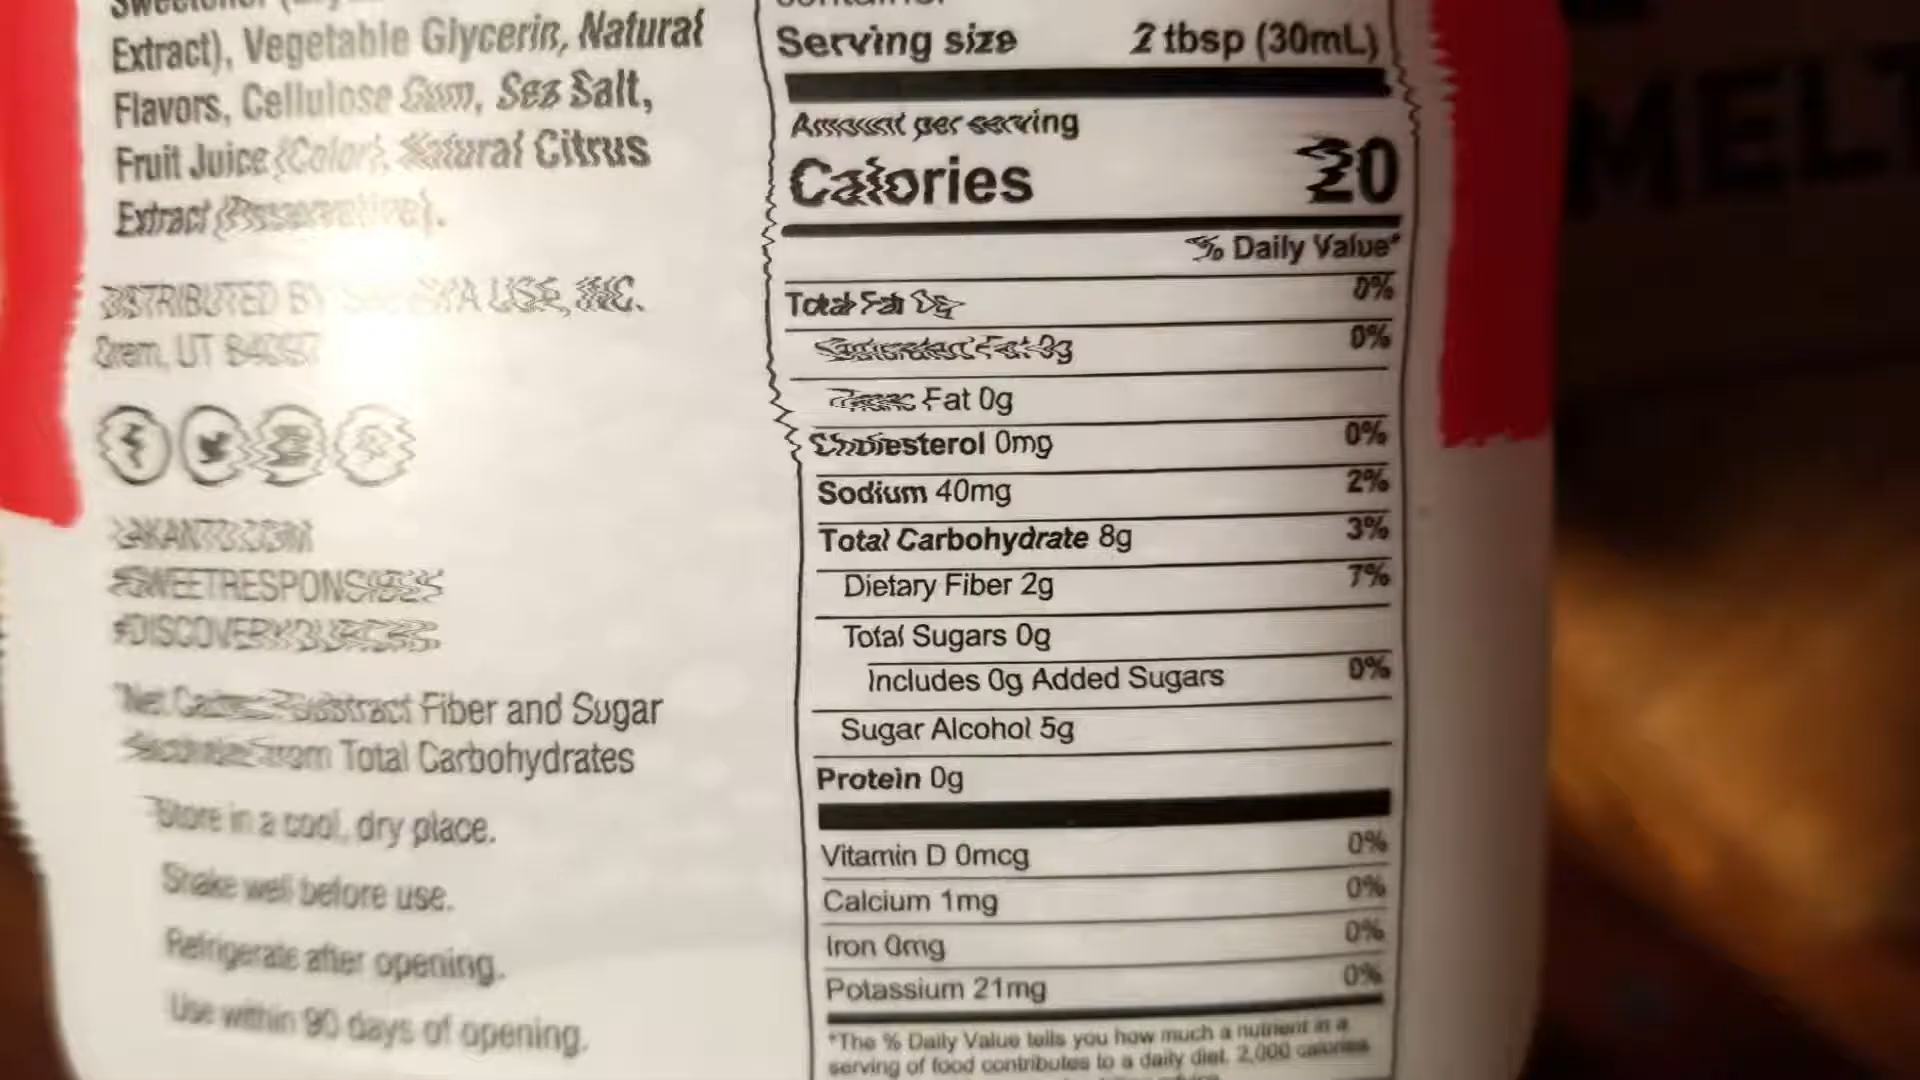 Extract), Vegetable Glycerin, Natural
Flavors, Cellulose Gum, Sea Salt,
Fruit Juice (Color), Natural Citrus
Extract
DISTRIBUTED BY USA, INC.
Orem, UT
#DISCOVER
Net Carbs Subtract Fiber and Sugar
from Total Carbohydrates
Store in a cool, dry place.
Shake well before use.
Refrigerate after opening.
Use within 90 days of opening.
Serving size 2 tbsp (30mL)
Amount per serving
Calories 20
% Daily Value*
Total Fat 0g 0%
Saturated Fat 0g 0%
Fat 0g
Cholesterol 0mg 0%
Sodium 40mg 2%
Total Carbohydrate 8g 3%
Dietary Fiber 2g 7%
Total Sugars 0g
Includes 0g Added Sugars 0%
Sugar Alcohol 5g
Protein 0g
Vitamin D 0mcg 0%
Calcium 1mg 0%
Iron 0mg 0%
Potassium 21mg 0%
*The % Daily Value tells you how much a nutrient in a
serving of food contributes to a daily diet. 2,000 calories
MELT